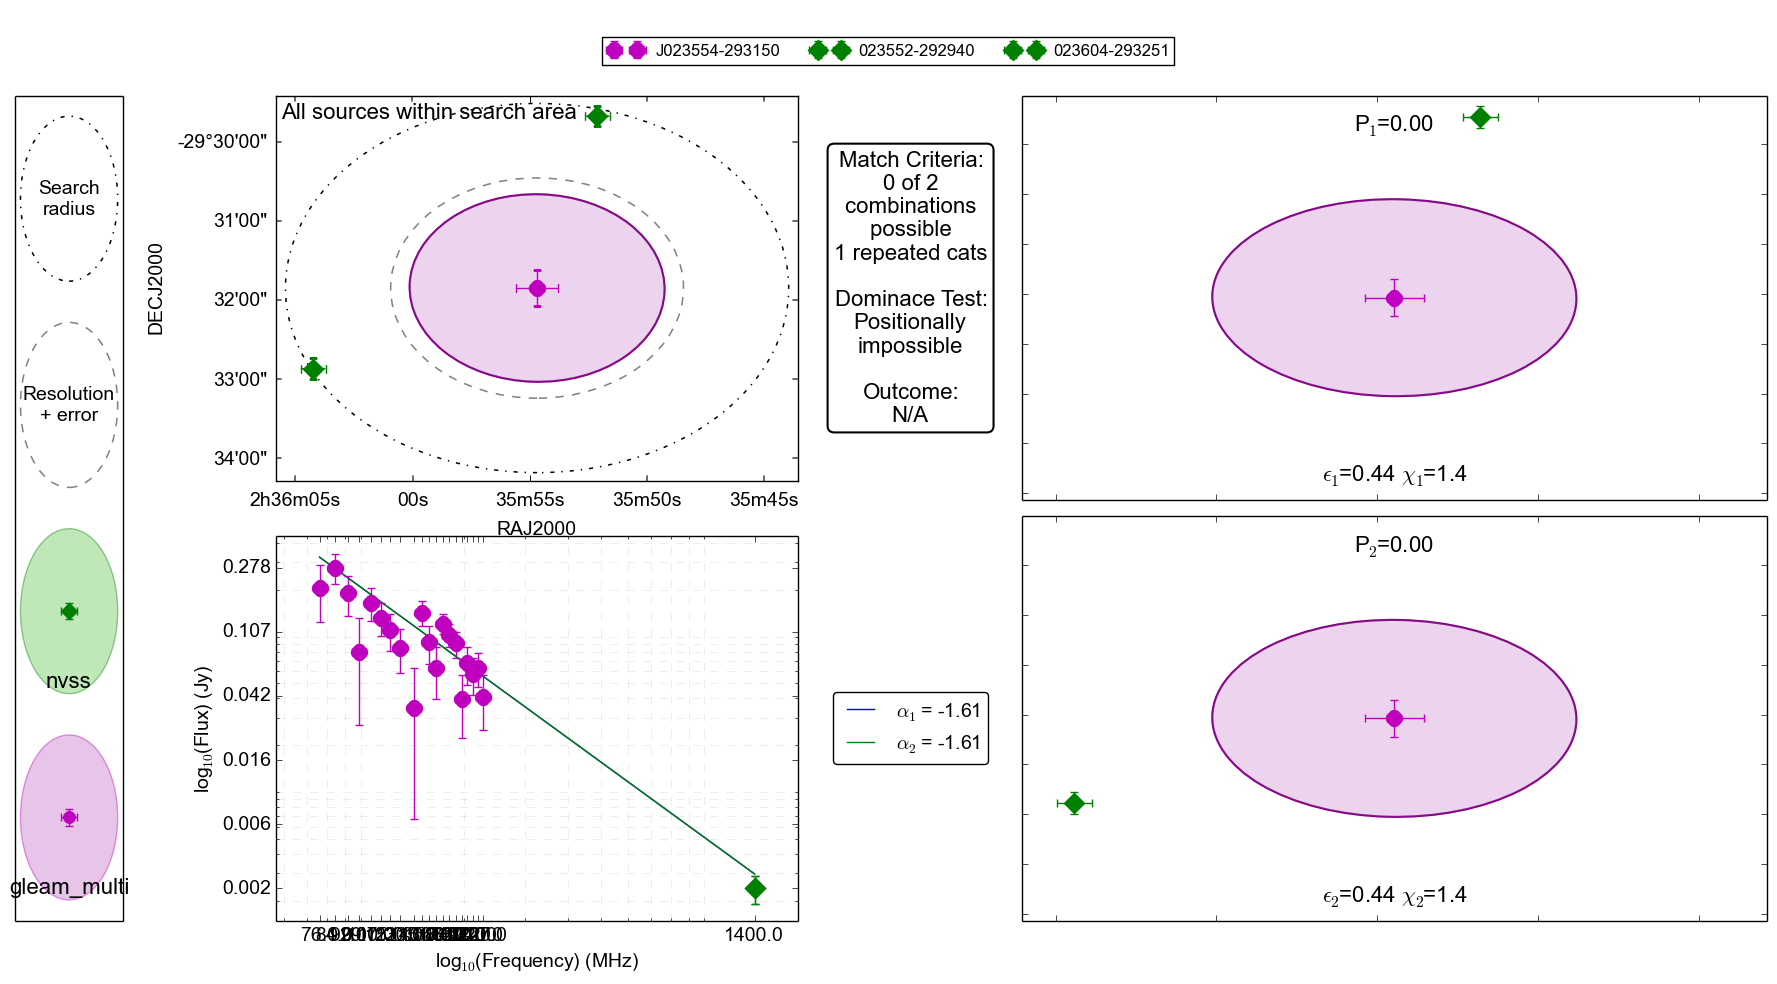 J023554-293150 023552-292940 023604-293251
Search
radius
Resolution
+ error
nvss
gleam_multi
All sources within search area
DECJ2000
-29°30'00"
31'00"
32'00"
33'00"
34'00"
2h36m05s 00s 35m55s 35m50s 35m45s
RAJ2000
Match Criteria:
0 of 2
combinations
possible
1 repeated cats
Dominace Test:
Positionally
impossible
Outcome:
N/A
P1=0.00
ϵ1=0.44 χ1=1.4
log10(Flux) (Jy)
0.278
0.107
0.042
0.016
0.006
0.002
1400.0
log10(Frequency) (MHz)
α1 = -1.61
α2 = -1.61
P2=0.00
ϵ2=0.44 χ2=1.4